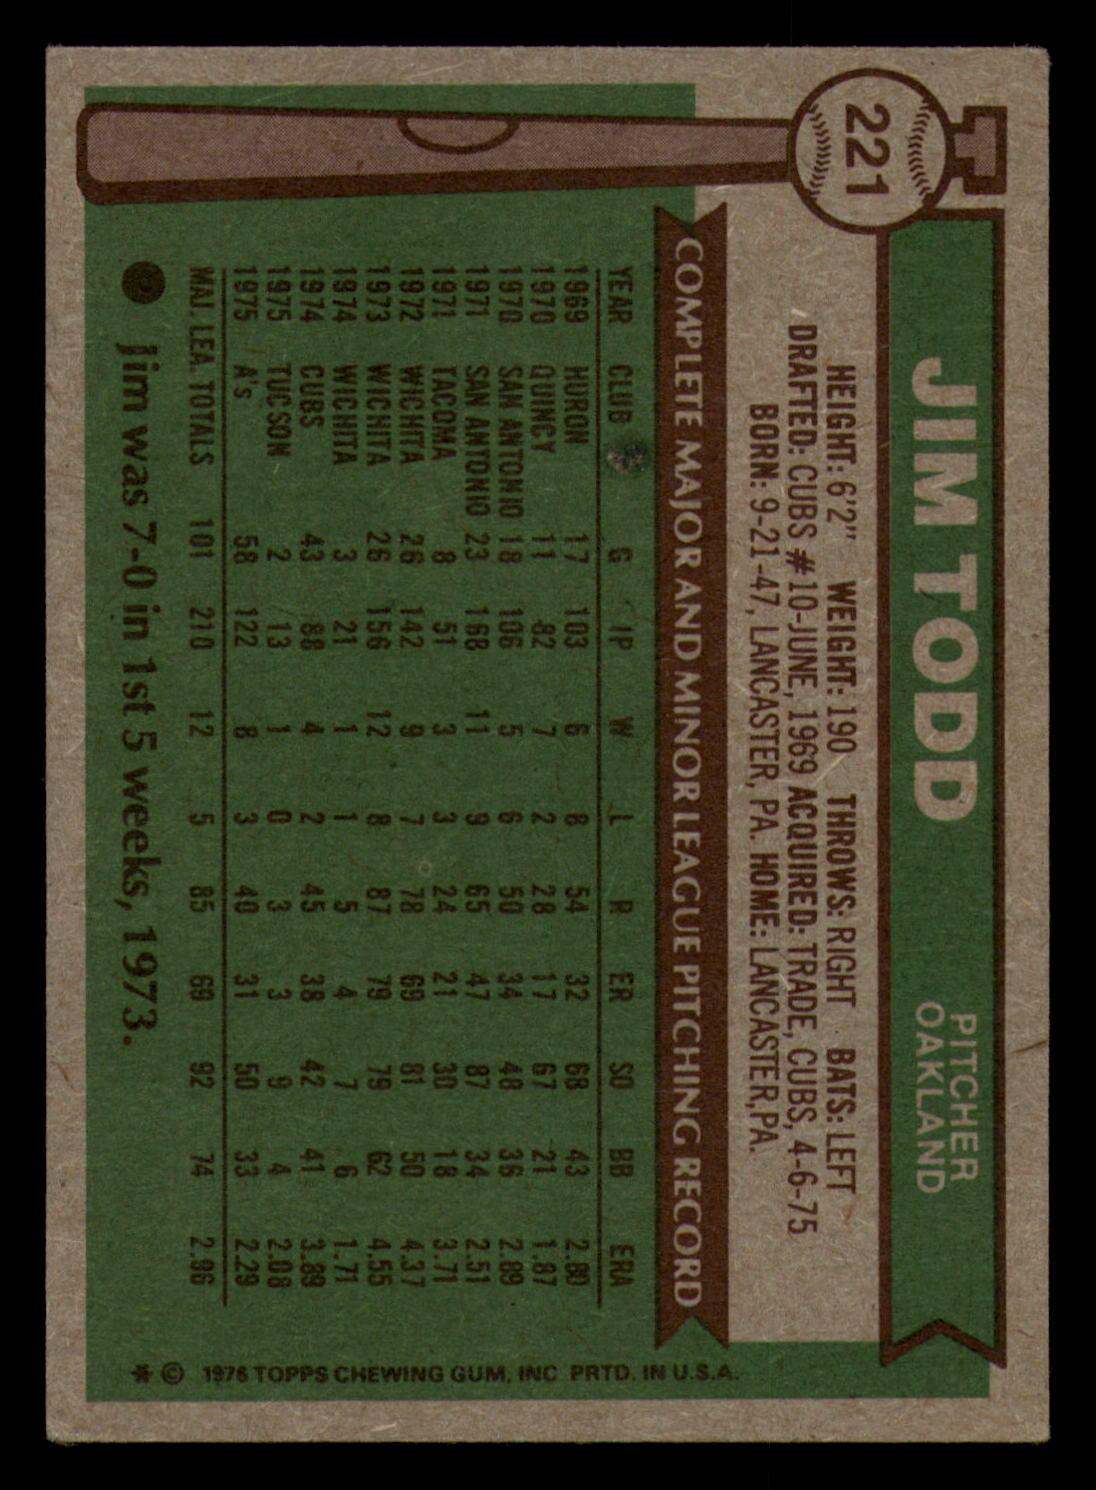 221
JIM TODD
PITCHER
OAKLAND
HEIGHT: 6'2" WEIGHT: 190 THROWS: RIGHT BATS: LEFT
DRAFTED: CUBS #10-JUNE, 1969 ACQUIRED: TRADE, CUBS, 4-6-75
BORN: 9-21-47, LANCASTER, PA. HOME: LANCASTER, PA.
COMPLETE MAJOR AND MINOR LEAGUE PITCHING RECORD
YEAR CLUB G IP W L R ER SO BB ERA
1969 HURON 17 103 6 8 54 32 68 43 2.80
1970 QUINCY 11 82 7 2 28 17 67 21 1.87
1970 SAN ANTONIO 18 106 5 6 50 34 48 36 2.89
1971 SAN ANTONIO 23 168 11 9 65 47 87 34 2.51
1971 TACOMA 8 51 3 3 24 21 30 18 3.71
1972 WICHITA 26 142 9 7 78 69 81 50 4.37
1973 WICHITA 26 156 12 8 87 79 79 62 4.55
1974 WICHITA 3 21 1 1 5 4 7 6 1.71
1974 CUBS 43 88 4 2 45 38 42 41 3.89
1975 TUCSON 2 13 1 0 3 3 9 4 2.08
1975 A's 58 122 8 3 40 31 50 33 2.29
MAJ. LEA. TOTALS 101 210 12 5 85 69 92 74 2.96
Jim was 7-0 in 1st 5 weeks, 1973.
* © 1976 TOPPS CHEWING GUM, INC PRTD. IN U.S.A.